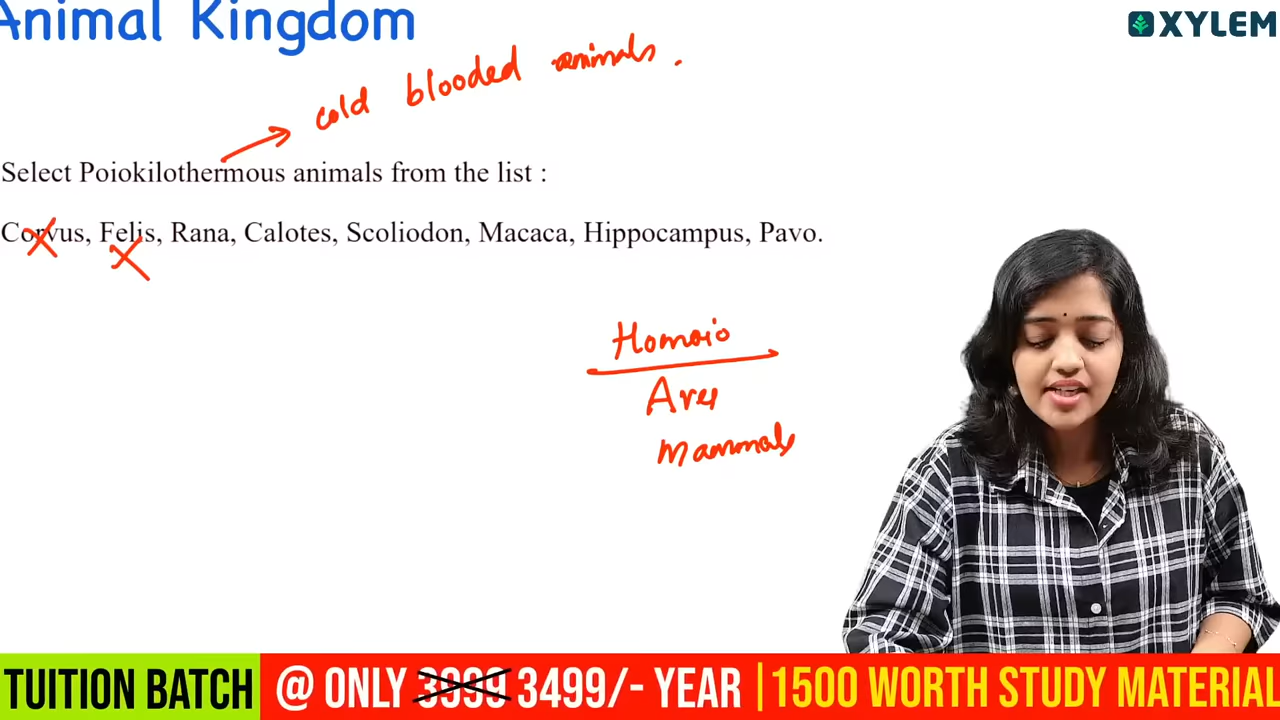 Animal Kingdom
XYLEM
cold blooded animals.
Select Poiokilothermous animals from the list :
Corvus, Felis, Rana, Calotes, Scoliodon, Macaca, Hippocampus, Pavo.
Homoio
Aves
Mammals
TUITION BATCH @ ONLY 3999 3499/- YEAR | 1500 WORTH STUDY MATERIAL